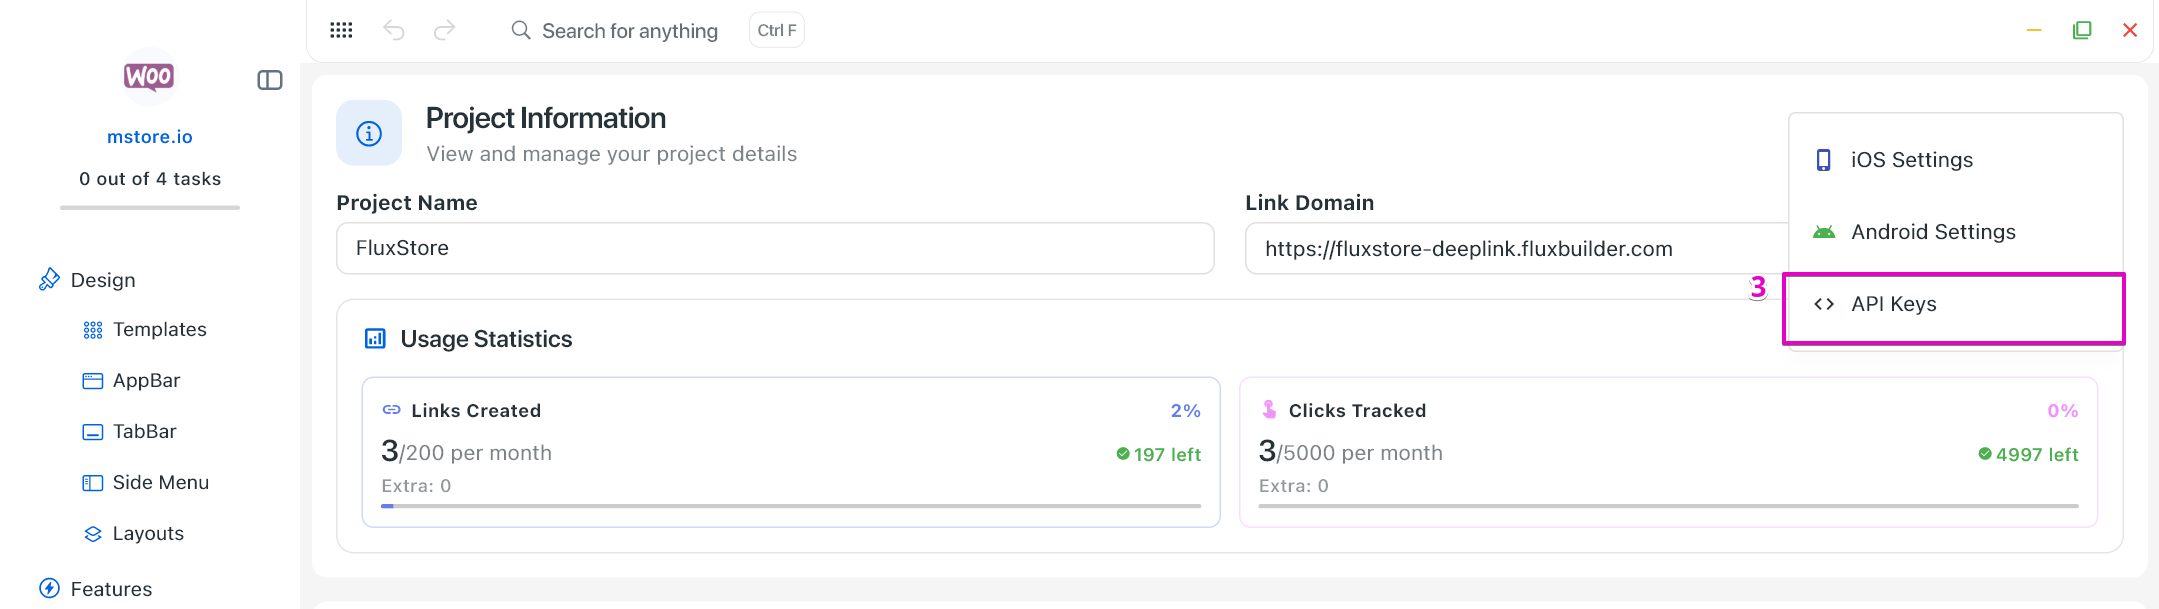 Search for anything
Ctrl F
WOO
mstore.io
0 out of 4 tasks
Design
Templates
AppBar
TabBar
Side Menu
Layouts
Features
Project Information
View and manage your project details
Project Name
FluxStore
Link Domain
https://fluxstore-deeplink.fluxbuilder.com
iOS Settings
Android Settings
3
API Keys
Usage Statistics
Links Created
2%
3/200 per month
197 left
Extra: 0
Clicks Tracked
0%
3/5000 per month
4997 left
Extra: 0